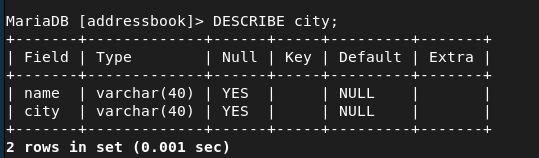 MariaDB [addressbook]> DESCRIBE city;
+-------+-------------+------+-----+---------+-------+
| Field | Type        | Null | Key | Default | Extra |
+-------+-------------+------+-----+---------+-------+
| name  | varchar(40) | YES  |     | NULL    |       |
| city  | varchar(40) | YES  |     | NULL    |       |
+-------+-------------+------+-----+---------+-------+
2 rows in set (0.001 sec)